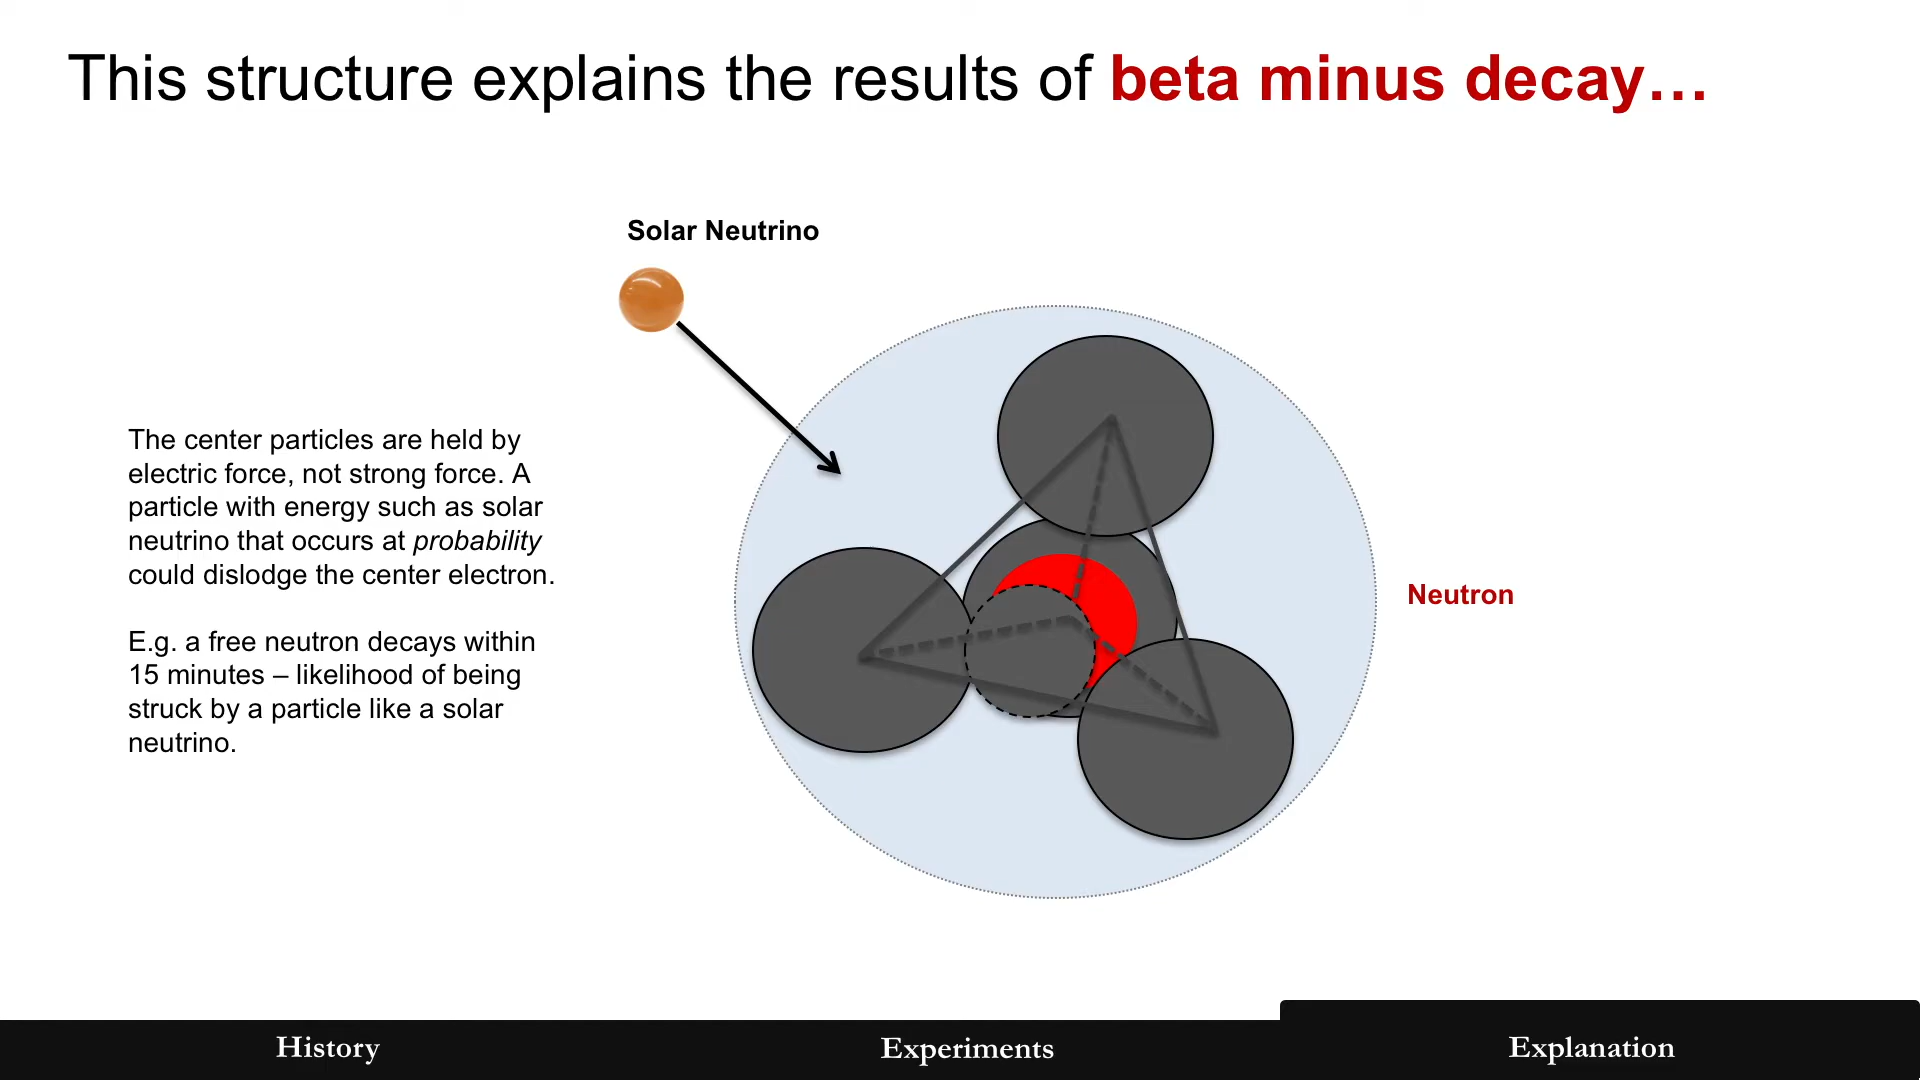 This structure explains the results of beta minus decay…
Solar Neutrino
The center particles are held by
electric force, not strong force. A
particle with energy such as solar
neutrino that occurs at probability
could dislodge the center electron.
E.g. a free neutron decays within
15 minutes – likelihood of being
struck by a particle like a solar
neutrino.
Neutron
History
Experiments
Explanation